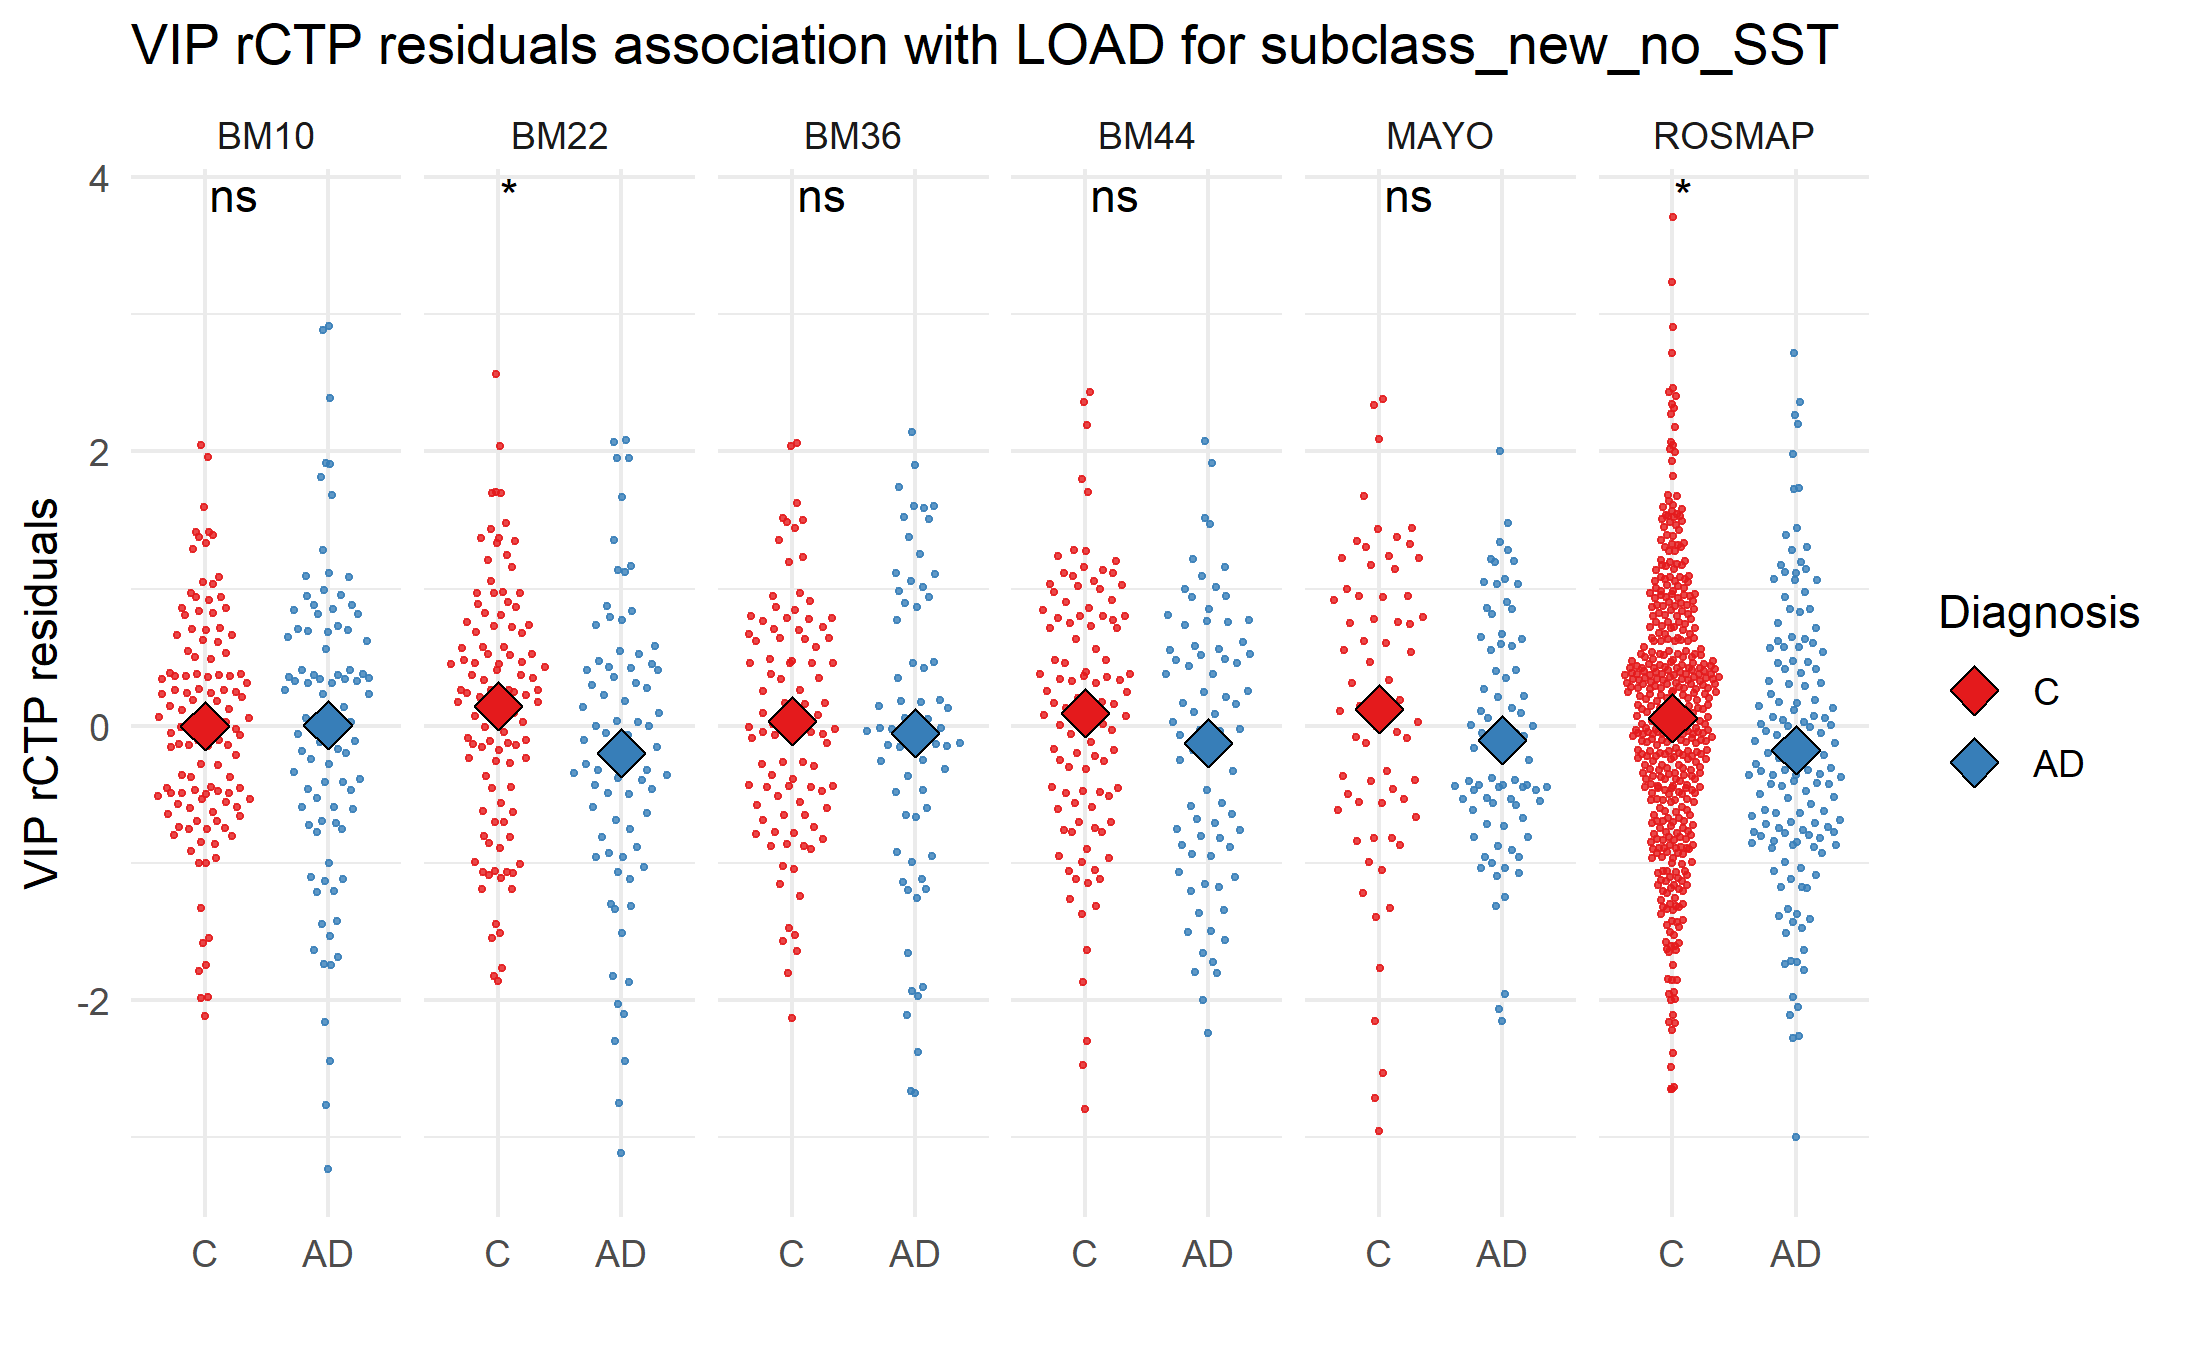 VIP rCTP residuals association with LOAD for subclass_new_no_SST
BM10 BM22 BM36 BM44 MAYO ROSMAP
ns * ns ns ns *
4
2
0
-2
VIP rCTP residuals
C AD C AD C AD C AD C AD C AD
Diagnosis
C
AD